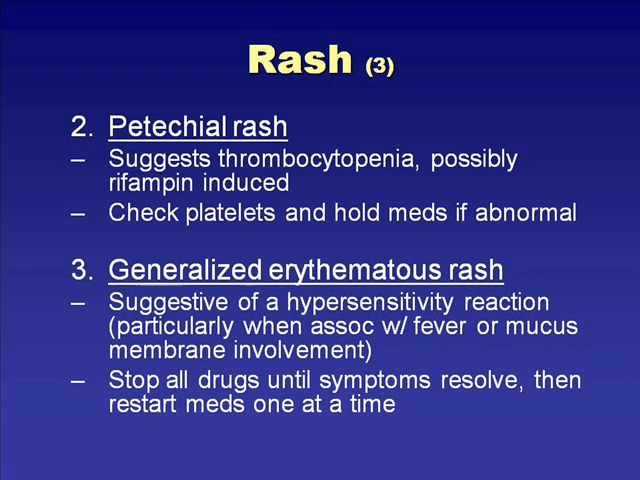 Rash (3)
2. Petechial rash
– Suggests thrombocytopenia, possibly
rifampin induced
– Check platelets and hold meds if abnormal
3. Generalized erythematous rash
– Suggestive of a hypersensitivity reaction
(particularly when assoc w/ fever or mucus
membrane involvement)
– Stop all drugs until symptoms resolve, then
restart meds one at a time